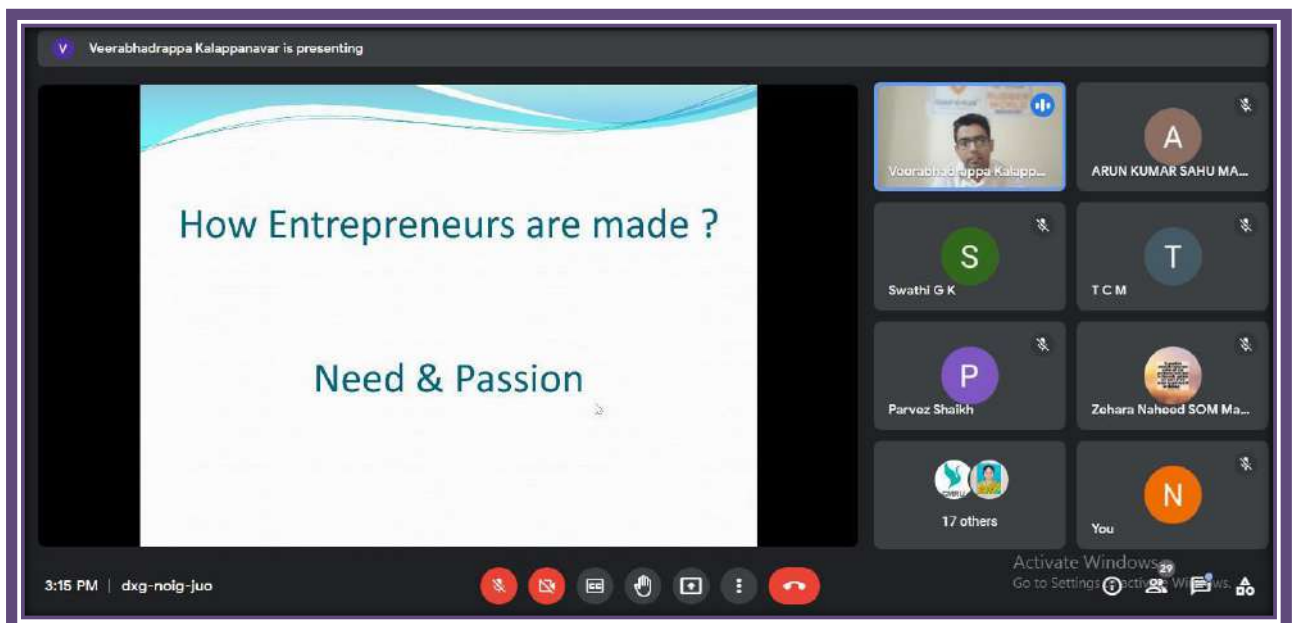 V Veerabhadrappa Kalappanavar is presenting
How Entrepreneurs are made ?
Need & Passion
Veerabhadrappa Kalapp...
A
ARUN KUMAR SAHU MA...
S
Swathi G K
T
T C M
P
Parvez Shaikh
Zehara Naheed SOM Ma...
CMRU
17 others
N
You
Activate Windows
Go to Settings to activate Windows.
3:15 PM | dxg-noig-juo
29